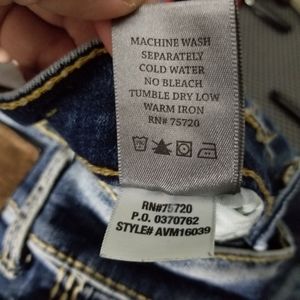 MACHINE WASH
SEPARATELY
COLD WATER
NO BLEACH
TUMBLE DRY LOW
WARM IRON
RN# 75720
RN#75720
P.O. 0370762
STYLE# AVM16039